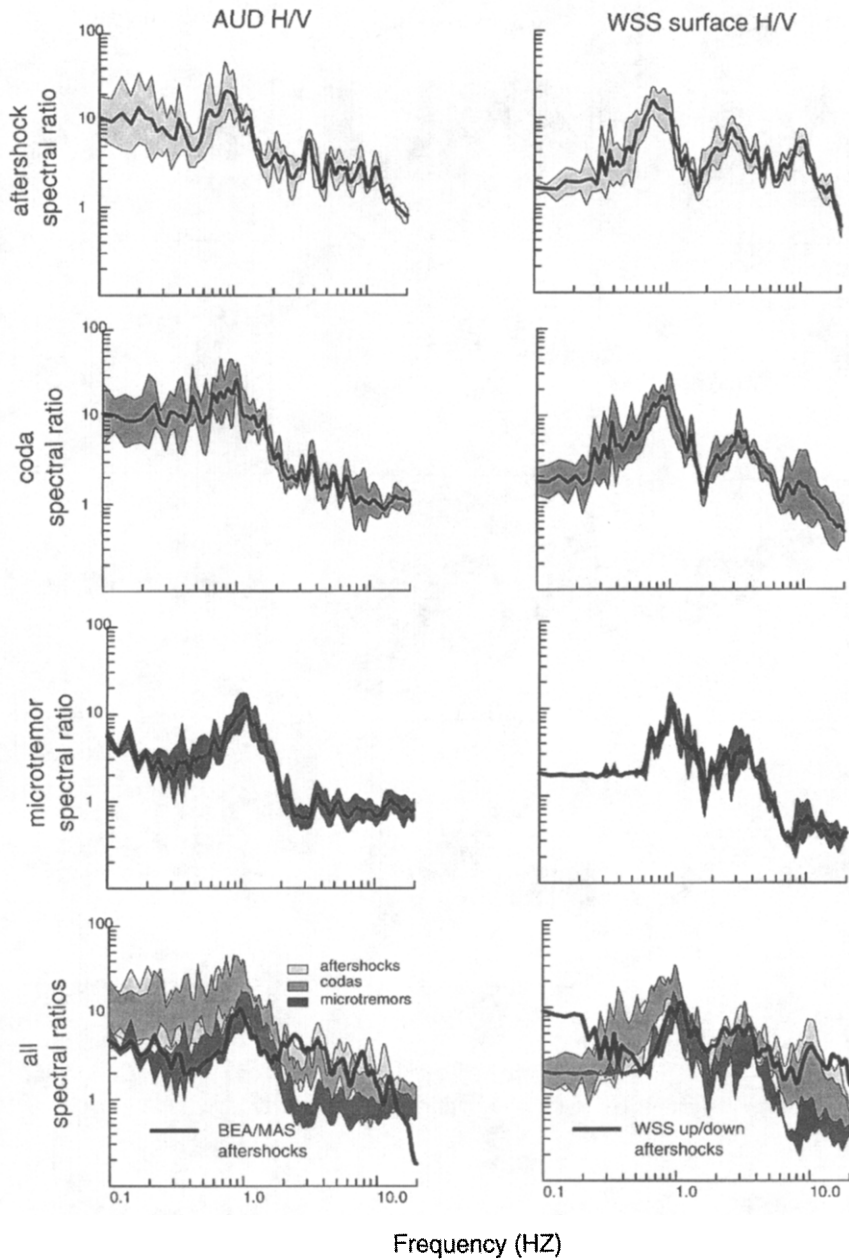 AUD H/V
WSS surface H/V
aftershock
spectral ratio
100
10
1
coda
spectral ratio
100
10
1
microtremor
spectral ratio
100
10
1
all
spectral ratios
100
10
1
aftershocks
codas
microtremors
BEA/MAS
aftershocks
WSS up/down
aftershocks
0.1
1.0
10.0
0.1
1.0
10.0
Frequency (HZ)